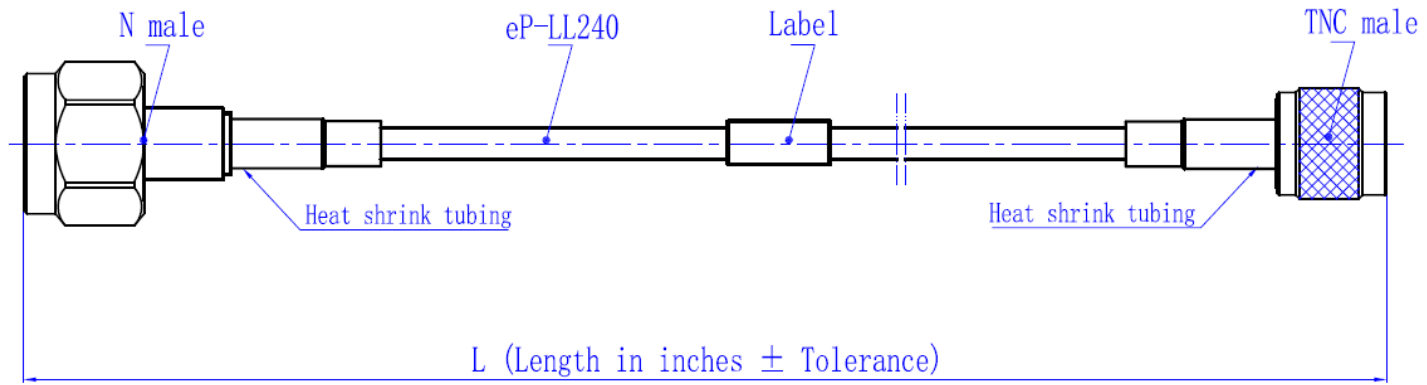 N male
eP-LL240
Label
TNC male
Heat shrink tubing
Heat shrink tubing
L (Length in inches ± Tolerance)